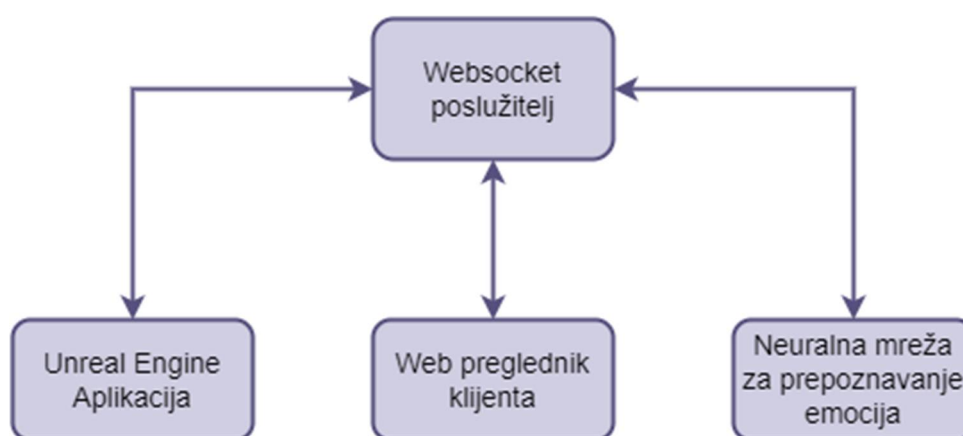 Websocket
poslužitelj
Unreal Engine
Aplikacija
Web preglednik
klijenta
Neuralna mreža
za prepoznavanje
emocija